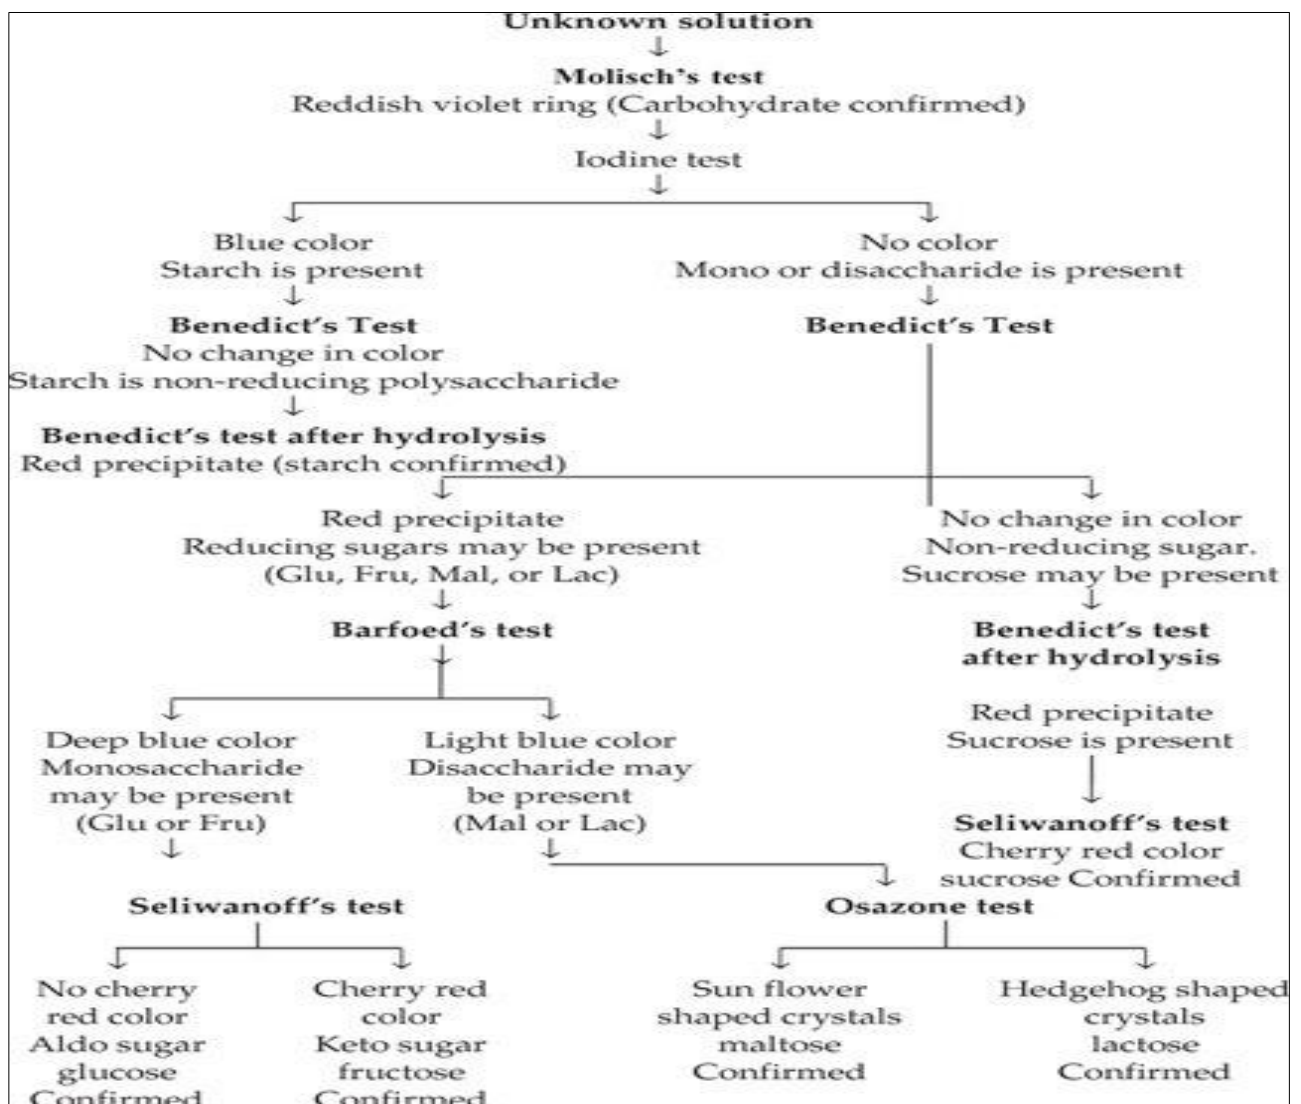 Unknown solution
Molisch's test
Reddish violet ring (Carbohydrate confirmed)
Iodine test
Blue color
Starch is present
No color
Mono or disaccharide is present
Benedict's Test
No change in color
Starch is non-reducing polysaccharide
Benedict's Test
Benedict's test after hydrolysis
Red precipitate (starch confirmed)
Red precipitate
Reducing sugars may be present
(Glu, Fru, Mal, or Lac)
No change in color
Non-reducing sugar.
Sucrose may be present
Barfoed's test
Benedict's test
after hydrolysis
Red precipitate
Sucrose is present
Deep blue color
Monosaccharide
may be present
(Glu or Fru)
Light blue color
Disaccharide may
be present
(Mal or Lac)
Seliwanoff's test
Cherry red color
sucrose Confirmed
Seliwanoff's test
Osazone test
No cherry
red color
Aldo sugar
glucose
Confirmed
Cherry red
color
Keto sugar
fructose
Confirmed
Sun flower
shaped crystals
maltose
Confirmed
Hedgehog shaped
crystals
lactose
Confirmed